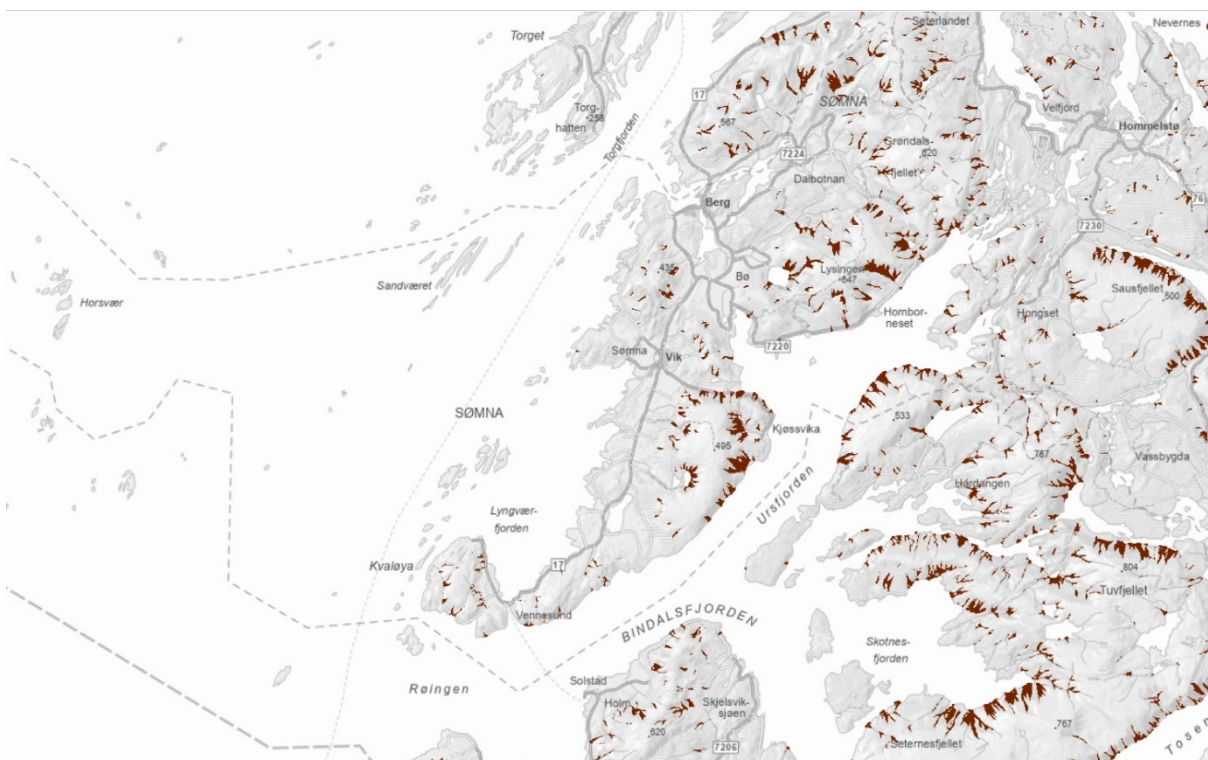 Seterlandet
Nevernes
Torget
17
SØMNA
Velfjord
Torg-
hatten
258
567
Hommelstø
Torgfjorden
7224
Grøndals-
fjellet
620
Dalbotnan
76
Berg
7230
Sandværet
Horsvær
435
Bø
Lysingen
647
Sausfjellet
500
Homborneset
Hongset
Sømna
Vik
7220
SØMNA
533
Kjøssvika
495
787
Vassbygda
Hårdangen
Ursfjorden
Lyngvær-
fjorden
Kvaløya
17
804
Tuvfjellet
Vennesund
BINDALSFJORDEN
Skotnes-
fjorden
Solstad
Røingen
Holm
Skjelsvik-
sjøen
620
767
7206
Seternesfjellet
Tosen